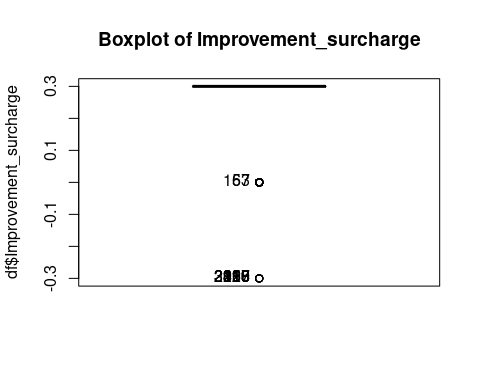 Boxplot of Improvement_surcharge
df$Improvement_surcharge
0.3
0.1
-0.1
-0.3